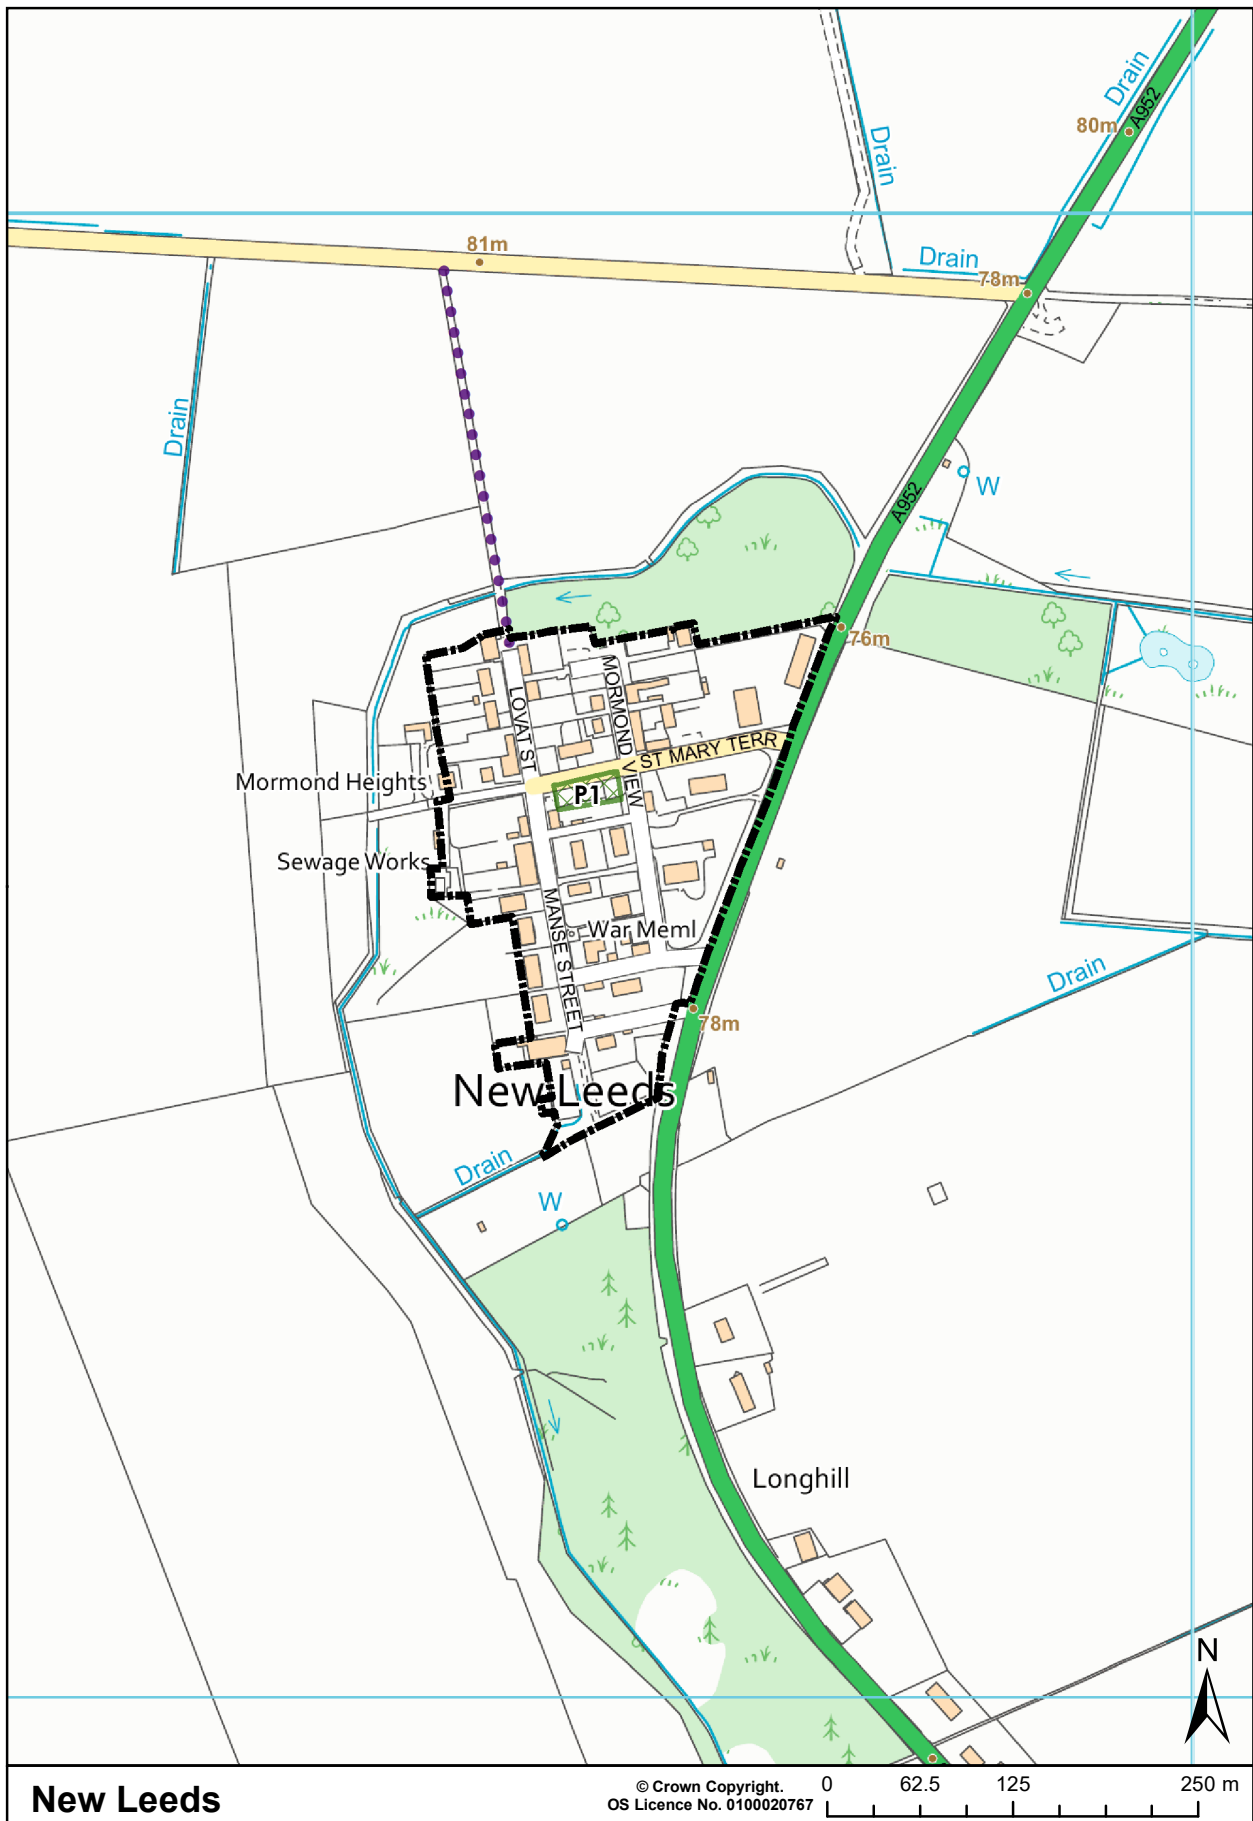 Drain
A952
80m
Drain
81m
Drain
78m
Drain
A952
W
76m
LOVAT ST
MORMOND VIEW
ST MARY TERR
Mormond Heights
P1
Sewage Works
MANSE STREET
War Meml
Drain
78m
New Leeds
Drain
W
Longhill
N
New Leeds
© Crown Copyright.
OS Licence No. 0100020767
0 62.5 125 250 m